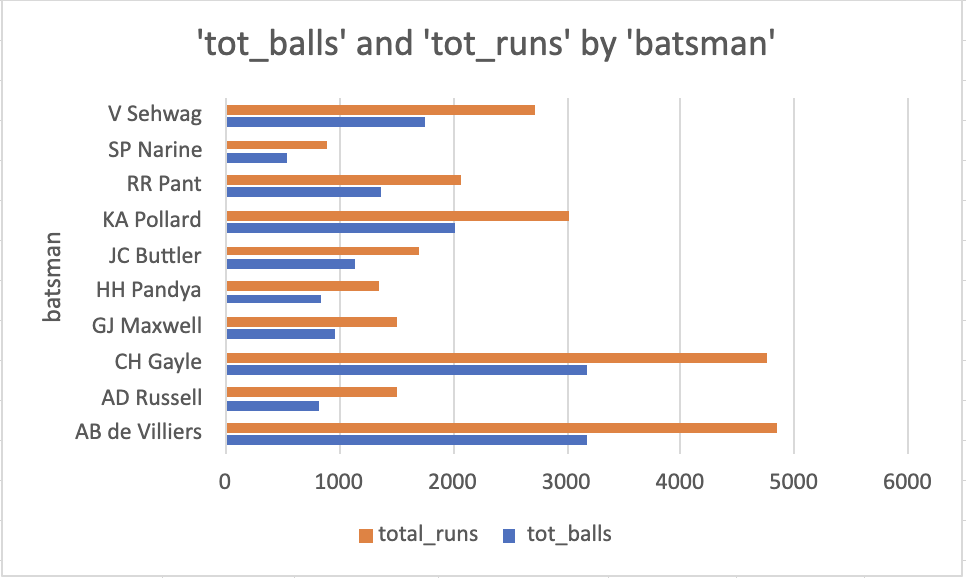 'tot_balls' and 'tot_runs' by 'batsman'
batsman
V Sehwag
SP Narine
RR Pant
KA Pollard
JC Buttler
HH Pandya
GJ Maxwell
CH Gayle
AD Russell
AB de Villiers
0 1000 2000 3000 4000 5000 6000
total_runs tot_balls